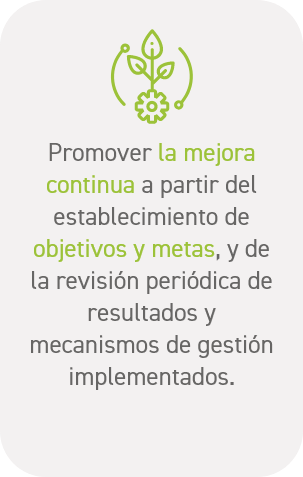 Promover la mejora
continua a partir del
establecimiento de
objetivos y metas, y de
la revisión periódica de
resultados y
mecanismos de gestión
implementados.